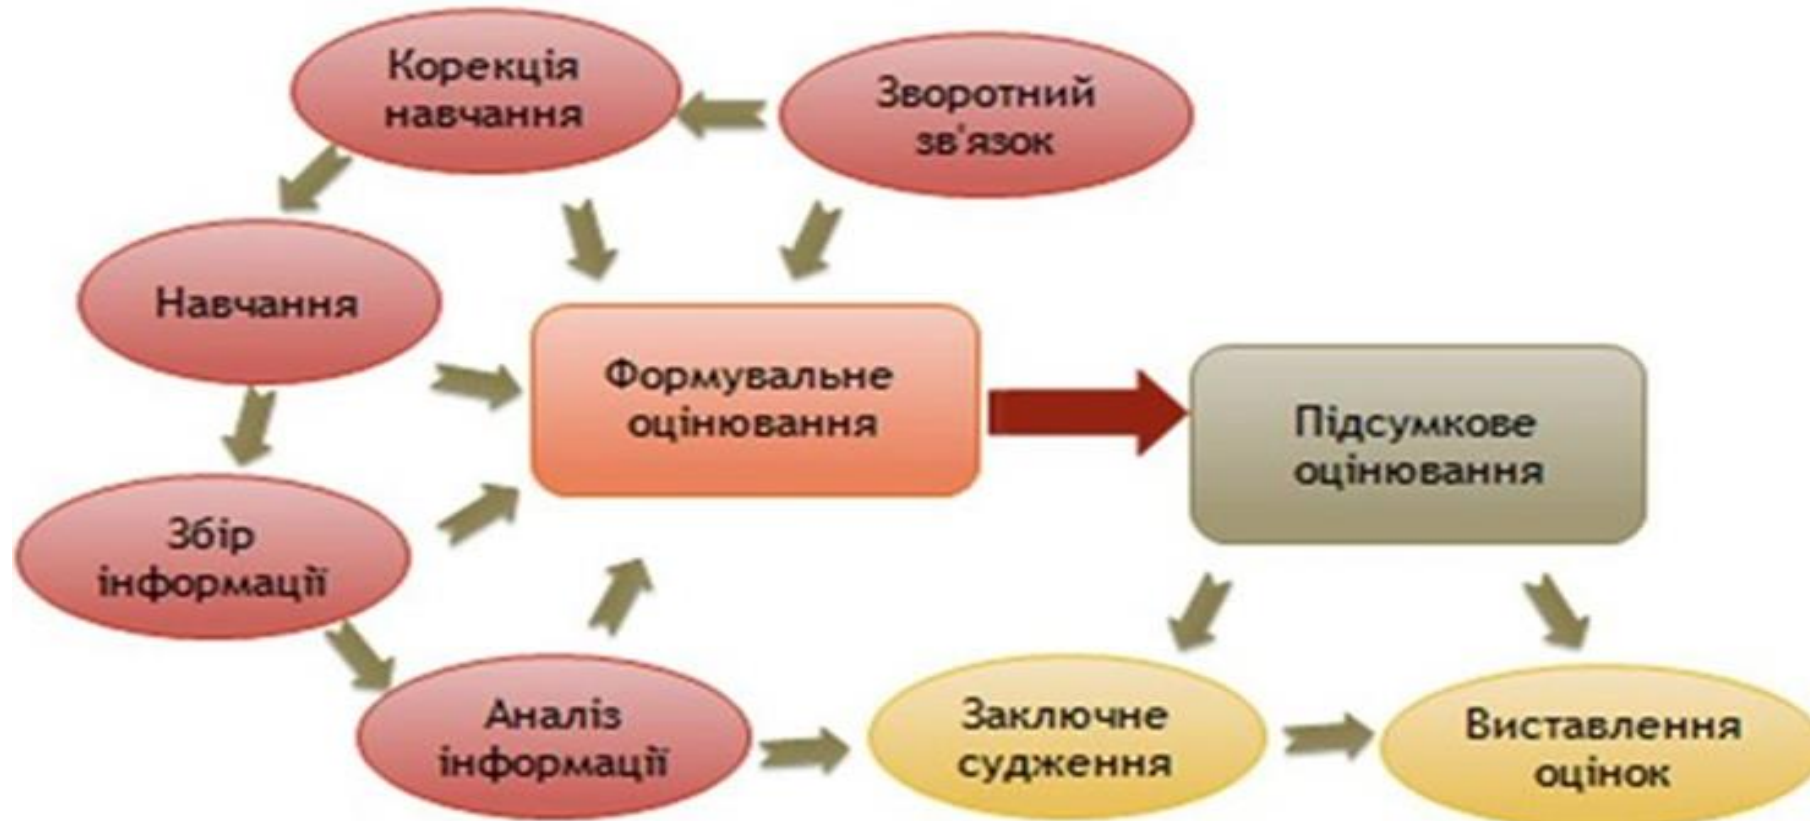 Корекція
навчання
Зворотний
зв'язок
Навчання
Формувальне
оцінювання
Підсумкове
оцінювання
Збір
інформації
Аналіз
інформації
Заключне
судження
Виставлення
оцінок